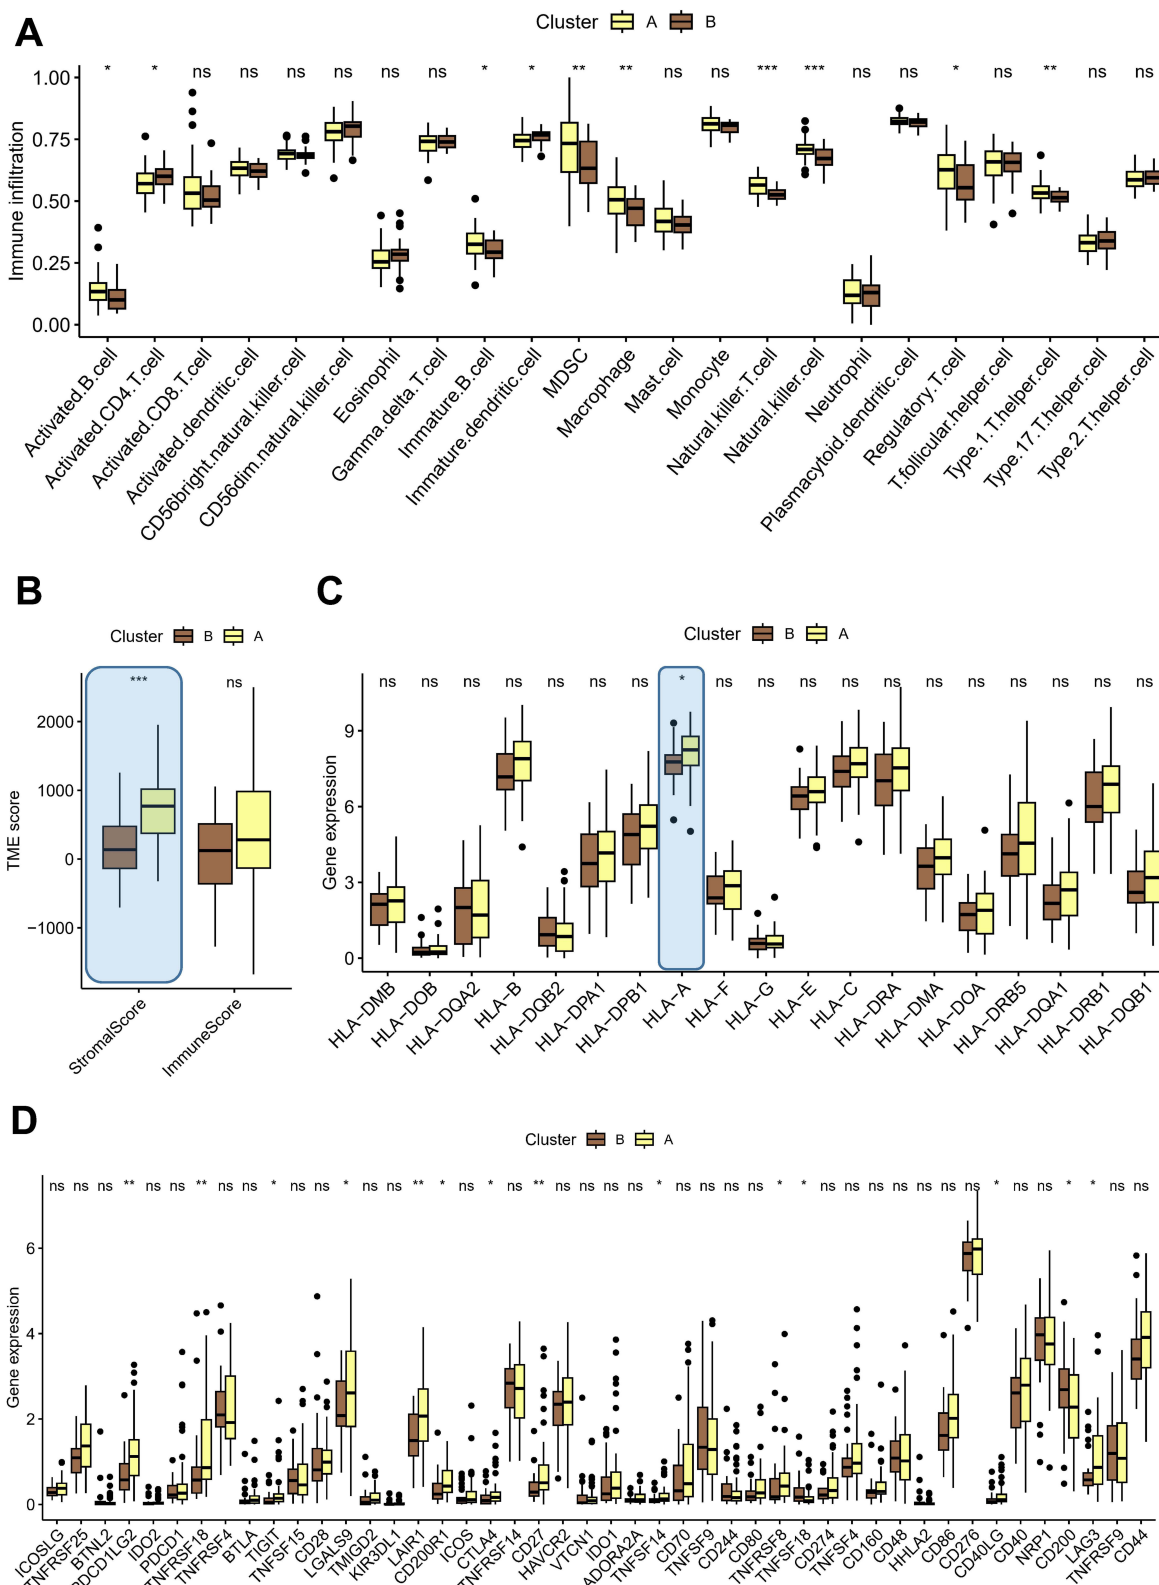 A
Cluster A B
* * ns ns ns ns ns ns * * ** ** ns ns *** *** ns ns * ns ** ns ns
Immune infiltration
1.00
0.75
0.50
0.25
0.00
Activated.B.cell
Activated.CD4.T.cell
Activated.CD8.T.cell
Activated.dendritic.cell
CD56bright.natural.killer.cell
CD56dim.natural.killer.cell
Eosinophil
Gamma.delta.T.cell
Immature.B.cell
Immature.dendritic.cell
MDSC
Macrophage
Mast.cell
Monocyte
Natural.killer.T.cell
Natural.killer.cell
Neutrophil
Plasmacytoid.dendritic.cell
Regulatory.T.cell
T.follicular.helper.cell
Type.1.T.helper.cell
Type.17.T.helper.cell
Type.2.T.helper.cell
B
Cluster B A
*** ns
TME score
2000
1000
0
−1000
StromalScore
ImmuneScore
C
Cluster B A
ns ns ns ns ns ns ns * ns ns ns ns ns ns ns ns ns ns ns
Gene expression
9
6
3
0
HLA−DMB
HLA−DOB
HLA−DQA2
HLA−B
HLA−DQB2
HLA−DPA1
HLA−DPB1
HLA−A
HLA−F
HLA−G
HLA−E
HLA−C
HLA−DRA
HLA−DMA
HLA−DOA
HLA−DRB5
HLA−DQA1
HLA−DRB1
HLA−DQB1
D
Cluster B A
ns ns ns ** ns ns ** ns ns * ns ns * ns ns ** * ns * ns ** ns ns ns ns * ns ns ns ns * * ns ns ns ns ns ns ns * ns ns * * ns ns
Gene expression
6
4
2
0
ICOSLG
TNFRSF25
BTNL2
PDCD1LG2
IDO2
PDCD1
TNFRSF18
TNFRSF4
BTLA
TIGIT
TNFSF15
CD28
LGALS9
TMIGD2
KIR3DL1
LAIR1
CD200R1
ICOS
CTLA4
TNFRSF14
CD27
HAVCR2
VTCN1
IDO1
ADORA2A
TNFSF14
CD70
TNFSF9
CD244
CD80
TNFRSF8
TNFSF18
CD274
TNFSF4
CD160
CD48
HHLA2
CD86
CD276
CD40LG
CD40
NRP1
CD200
LAG3
TNFRSF9
CD44